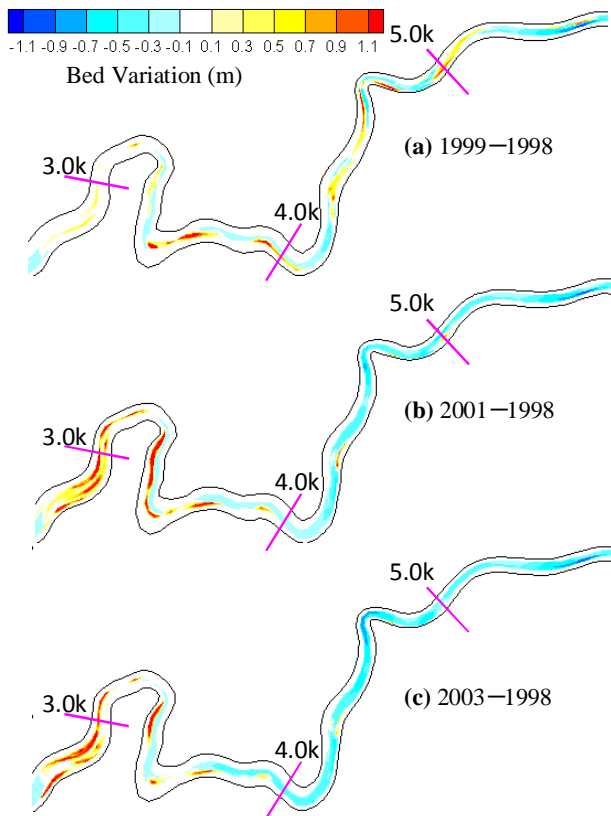 -1.1 -0.9 -0.7 -0.5 -0.3 -0.1 0.1 0.3 0.5 0.7 0.9 1.1
Bed Variation (m)
5.0k
(a) 1999−1998
3.0k
4.0k
5.0k
(b) 2001−1998
3.0k
4.0k
5.0k
(c) 2003−1998
3.0k
4.0k